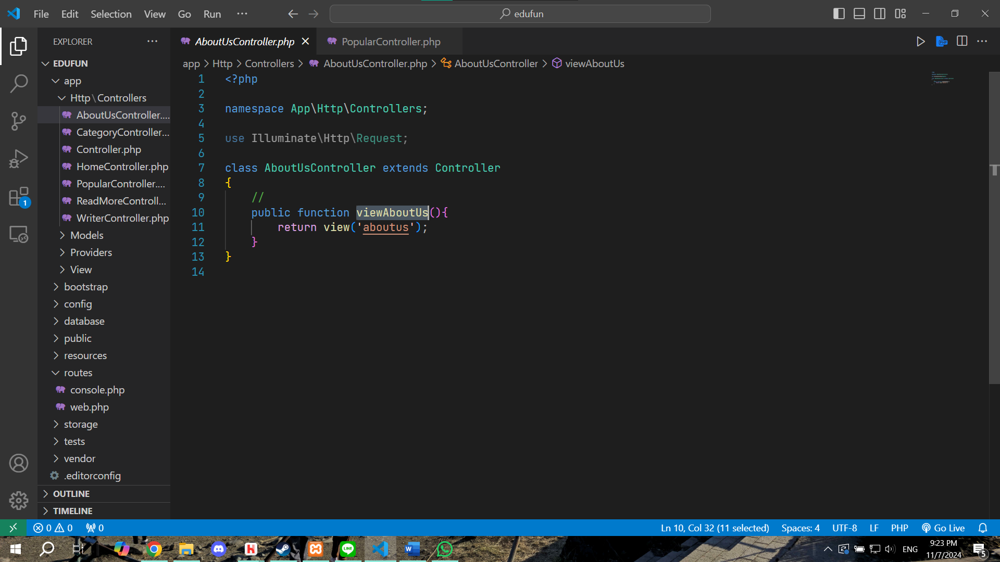 File Edit Selection View Go Run ··· edufun
EXPLORER ···
EDUFUN
app
Http\Controllers
AboutUsController....
CategoryController...
Controller.php
HomeController.php
PopularController....
ReadMoreControll...
WriterController.php
Models
Providers
View
bootstrap
config
database
public
resources
routes
console.php
web.php
storage
tests
vendor
.editorconfig
OUTLINE
TIMELINE
1
AboutUsController.php PopularController.php
app > Http > Controllers > AboutUsController.php > AboutUsController > viewAboutUs
1 <?php
2
3 namespace App\Http\Controllers;
4
5 use Illuminate\Http\Request;
6
7 class AboutUsController extends Controller
8 {
9 //
10 public function viewAboutUs(){
11 return view('aboutus');
12 }
13 }
14
0 0 0 Ln 10, Col 32 (11 selected) Spaces: 4 UTF-8 LF PHP Go Live
LINE ENG 9:23 PM
11/7/2024 5